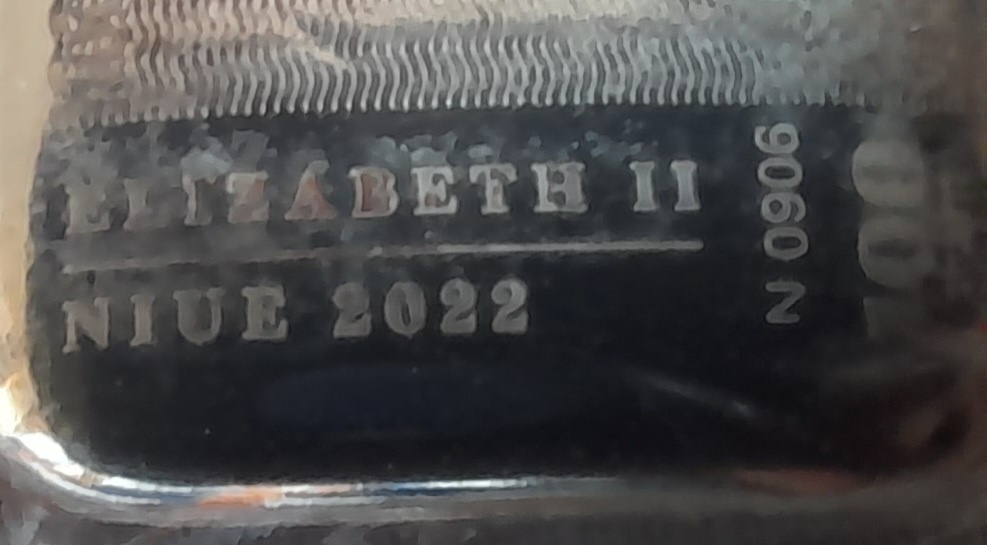 ELIZABETH II
NIUE 2022
N 0906